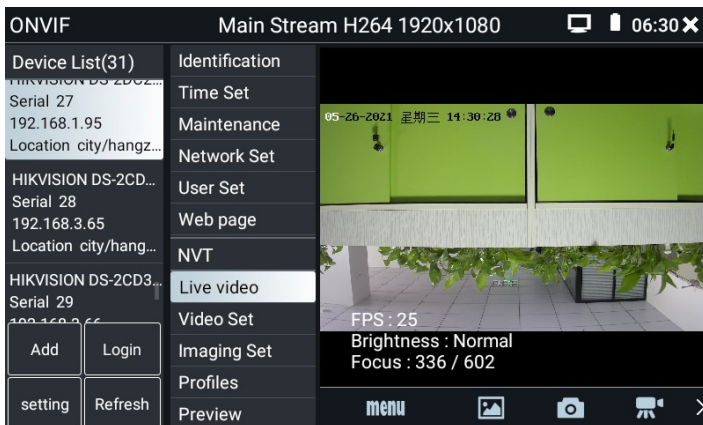 ONVIF
Main Stream H264 1920x1080
06:30
Device List(31)
Serial 27
192.168.1.95
Location city/hangz...
HIKVISION DS-2CD...
Serial 28
192.168.3.65
Location city/hang...
HIKVISION DS-2CD3...
Serial 29
Add
Login
setting
Refresh
Identification
Time Set
Maintenance
Network Set
User Set
Web page
NVT
Live video
Video Set
Imaging Set
Profiles
Preview
05-26-2021 星期三 14:30:28
FPS : 25
Brightness : Normal
Focus : 336 / 602
menu